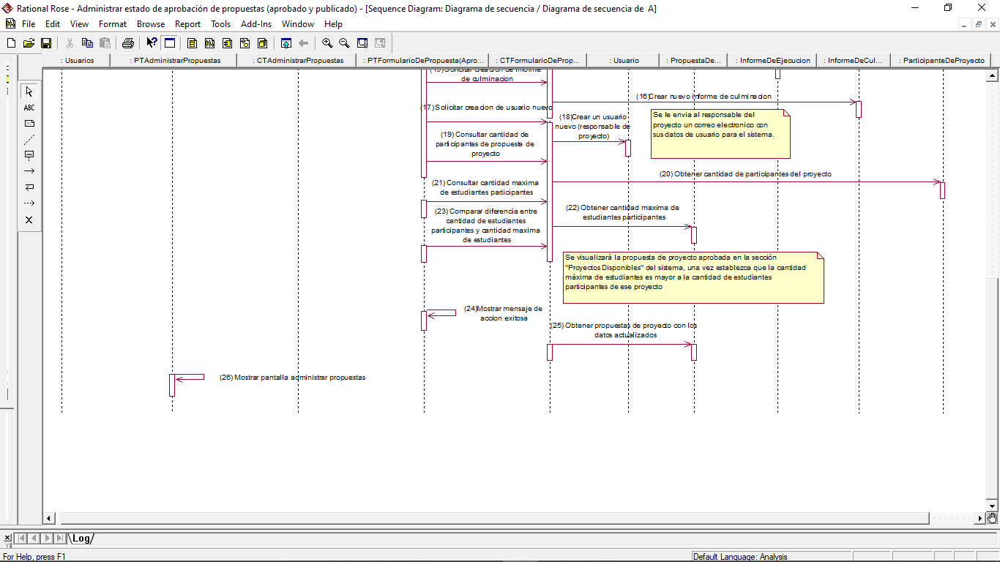 Rational Rose - Administrar estado de aprobación de propuestas (aprobado y publicado) - [Sequence Diagram: Diagrama de secuencia / Diagrama de secuencia de A]
File Edit View Format Browse Report Tools Add-Ins Window Help
: Usuarios : PTAdministrarPropuestas : CTAdministrarPropuestas : PTFormularioDePropuesta(Apro... : CTFormularioDeProp... : Usuario : PropuestaDe... : InformeDeEjecucion : InformeDeCul... : ParticipanteDeProyecto
ABC
(15) Solicitar creacion de informe
de culminacion
(16)Crear nuevo informe de culminacion
(17) Solicitar creacion de usuario nuevo
(18)Crear un usuario
nuevo (responsable de
proyecto)
Se le envia al responsable del
proyecto un correo electronico con
sus datos de usuario para el sistema.
(19) Consultar cantidad de
participantes de propuesta de
proyecto
(20) Obtener cantidad de participantes del proyecto
(21) Consultar cantidad maxima
de estudiantes participantes
(22) Obtener cantidad maxima de
estudiantes participantes
(23) Comparar diferencia entre
cantidad de estudiantes
participantes y cantidad maxima
de estudiantes
Se visualizará la propuesta de proyecto aprobada en la sección
"Proyectos Disponibles" del sistema, una vez establezca que la cantidad
máxima de estudiantes es mayor a la cantidad de estudiantes
participantes de ese proyecto
(24)Mostrar mensaje de
accion exitosa
(25) Obtener propuestas de proyecto con los
datos actualizados
(26) Mostrar pantalla administrar propuestas
Log
For Help, press F1
Default Language: Analysis